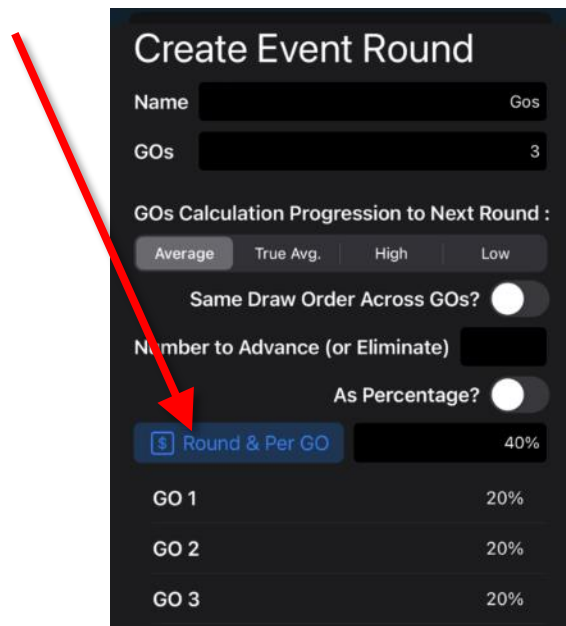 Create Event Round
Name Gos
GOs 3
GOs Calculation Progression to Next Round :
Average True Avg. High Low
Same Draw Order Across GOs?
Number to Advance (or Eliminate)
As Percentage?
$ Round & Per GO 40%
GO 1 20%
GO 2 20%
GO 3 20%